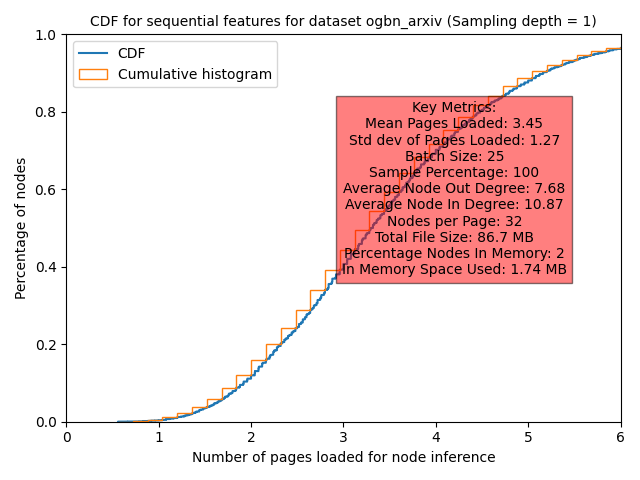 CDF for sequential features for dataset ogbn_arxiv (Sampling depth = 1)
CDF
Cumulative histogram
Key Metrics:
Mean Pages Loaded: 3.45
Std dev of Pages Loaded: 1.27
Batch Size: 25
Sample Percentage: 100
Average Node Out Degree: 7.68
Average Node In Degree: 10.87
Nodes per Page: 32
Total File Size: 86.7 MB
Percentage Nodes In Memory: 2
In Memory Space Used: 1.74 MB
Percentage of nodes
1.0
0.8
0.6
0.4
0.2
0.0
0 1 2 3 4 5 6
Number of pages loaded for node inference